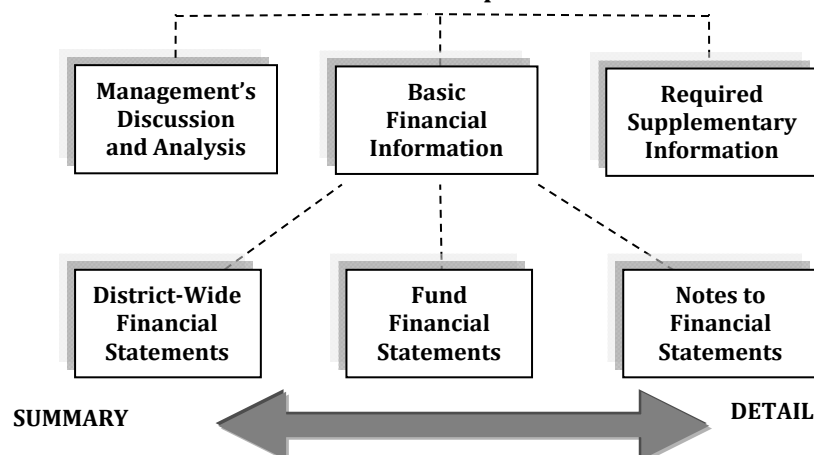 Management's
Discussion
and Analysis
Basic
Financial
Information
Required
Supplementary
Information
District-Wide
Financial
Statements
Fund
Financial
Statements
Notes to
Financial
Statements
SUMMARY
DETAIL